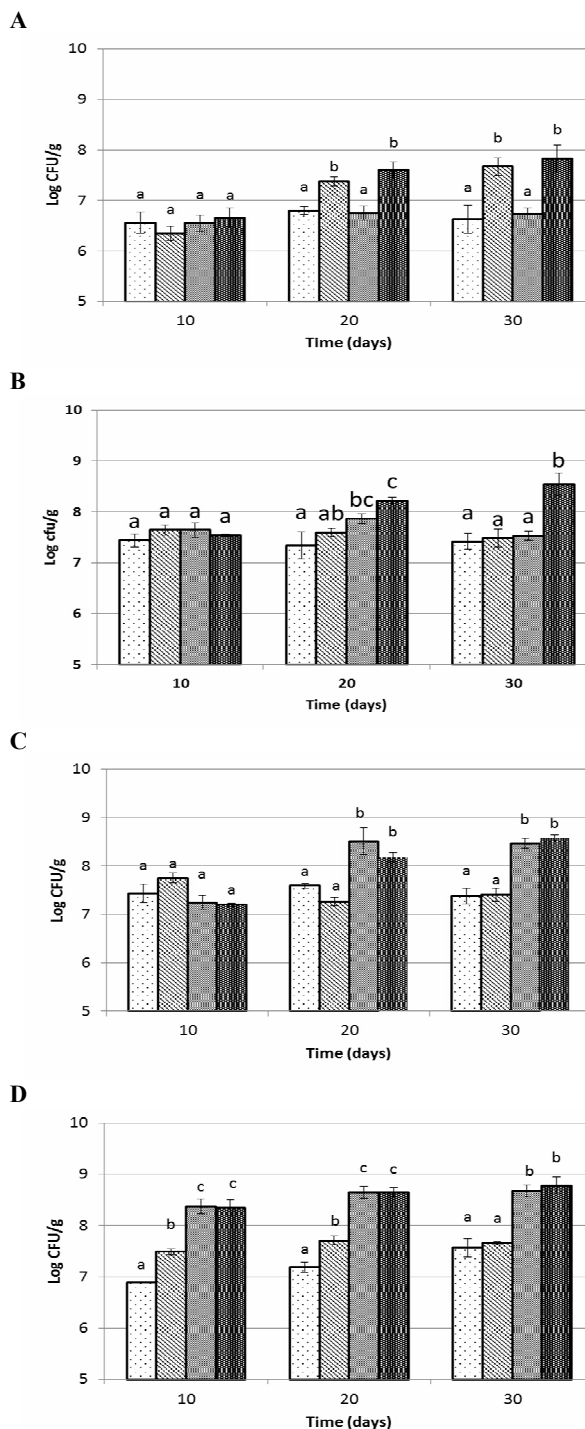 A
10
9
8
7
6
5
Log CFU/g
a a a a
a b a b
a b a b
10 20 30
TIme (days)
B
10
9
8
7
6
5
Log cfu/g
a a a a
a ab bc c
a a a b
10 20 30
Time (days)
C
10
9
8
7
6
5
Log CFU/g
a a a a
a a b b
a a b b
10 20 30
Time (days)
D
10
9
8
7
6
5
Log CFU/g
a b c c
a b c c
a a b b
10 20 30
Time (days)